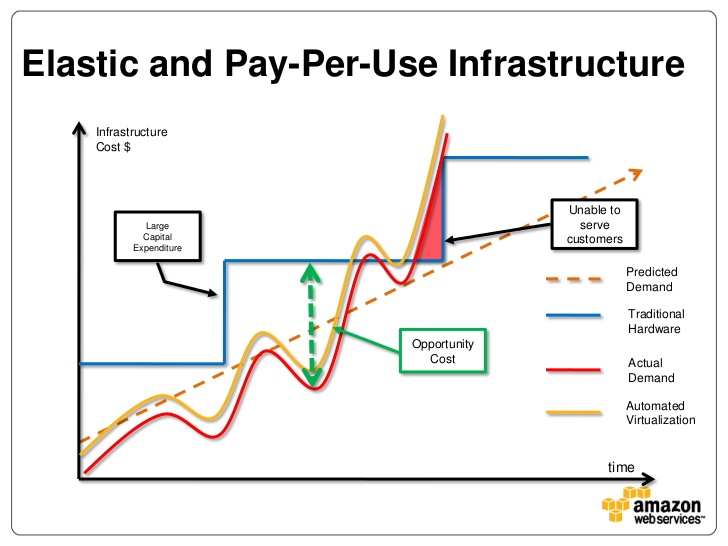 Elastic and Pay-Per-Use Infrastructure
Infrastructure
Cost $
Large
Capital
Expenditure
Unable to
serve
customers
Predicted
Demand
Traditional
Hardware
Opportunity
Cost
Actual
Demand
Automated
Virtualization
time
amazon
webservices™